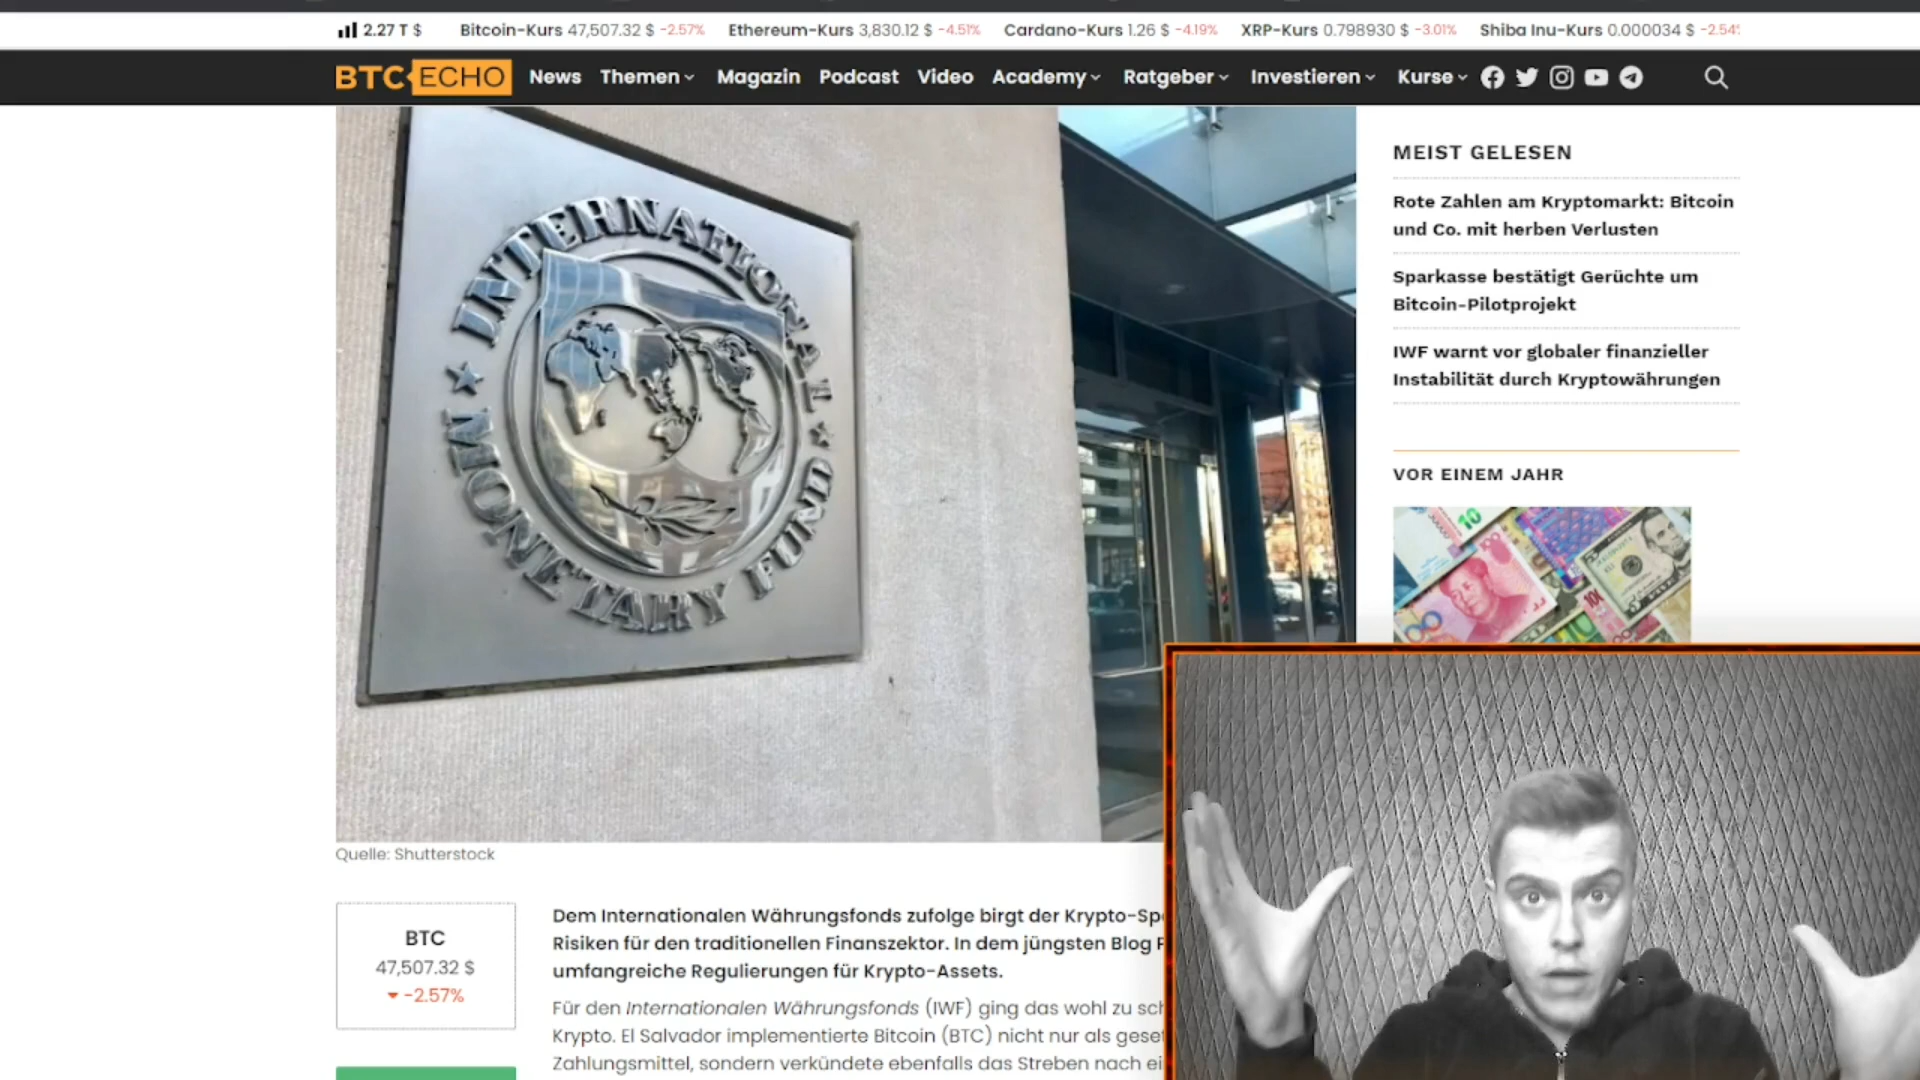 2.27 T $ Bitcoin-Kurs 47,507.32 $ -2.57% Ethereum-Kurs 3,830.12 $ -4.51% Cardano-Kurs 1.26 $ -4.19% XRP-Kurs 0.798930 $ -3.01% Shiba Inu-Kurs 0.000034 $ -2.54
BTC ECHO News Themen Magazin Podcast Video Academy Ratgeber Investieren Kurse
INTERNATIONAL MONETARY FUND
MEIST GELESEN
Rote Zahlen am Kryptomarkt: Bitcoin
und Co. mit herben Verlusten
Sparkasse bestätigt Gerüchte um
Bitcoin-Pilotprojekt
IWF warnt vor globaler finanzieller
Instabilität durch Kryptowährungen
VOR EINEM JAHR
Quelle: Shutterstock
BTC
47,507.32 $
-2.57%
Dem Internationalen Währungsfonds zufolge birgt der
Risiken für den traditionellen Finanzsektor. In dem jüngsten Blog
umfangreiche Regulierungen für Krypto-Assets.
Für den Internationalen Währungsfonds (IWF) ging das wohl zu
Krypto. El Salvador implementierte Bitcoin (BTC) nicht nur als
Zahlungsmittel, sondern verkündete ebenfalls das Streben nach